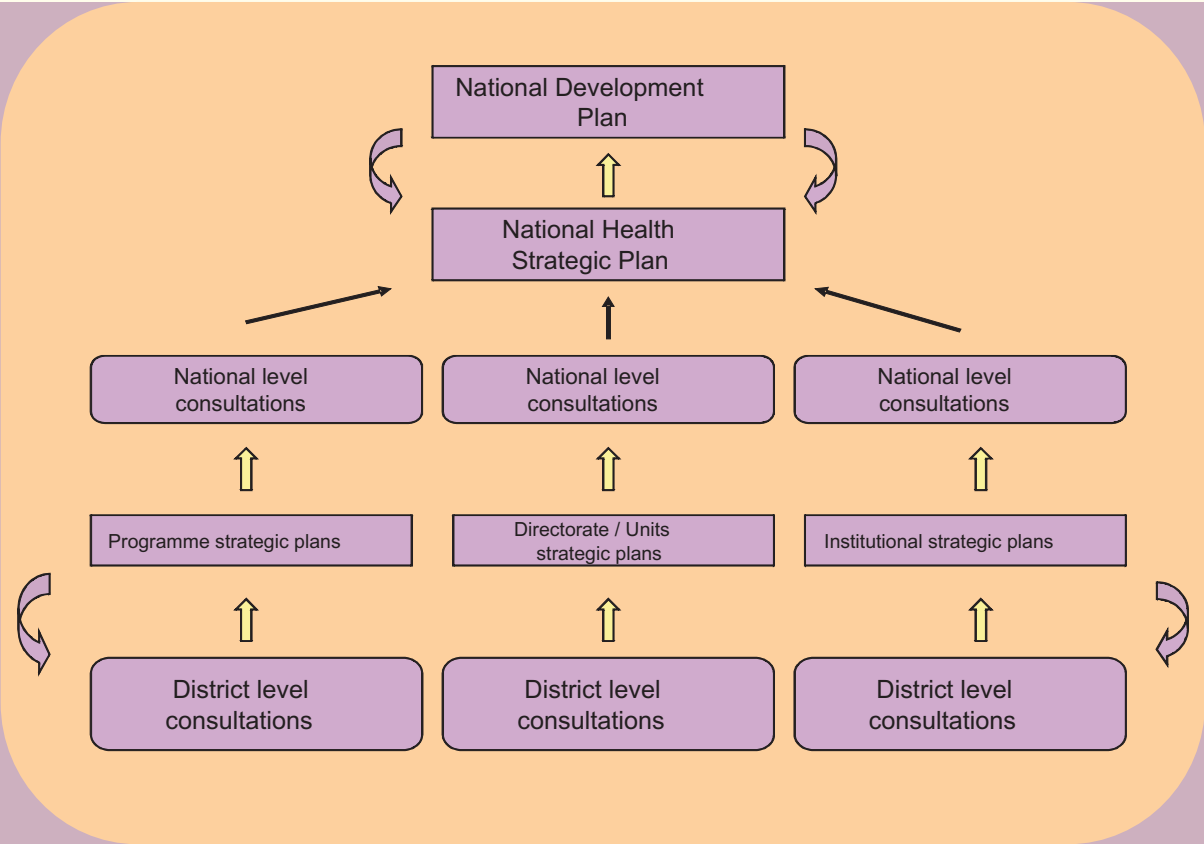 National Development
Plan
National Health
Strategic Plan
National level
consultations
National level
consultations
National level
consultations
Programme strategic plans
Directorate / Units
strategic plans
Institutional strategic plans
District level
consultations
District level
consultations
District level
consultations